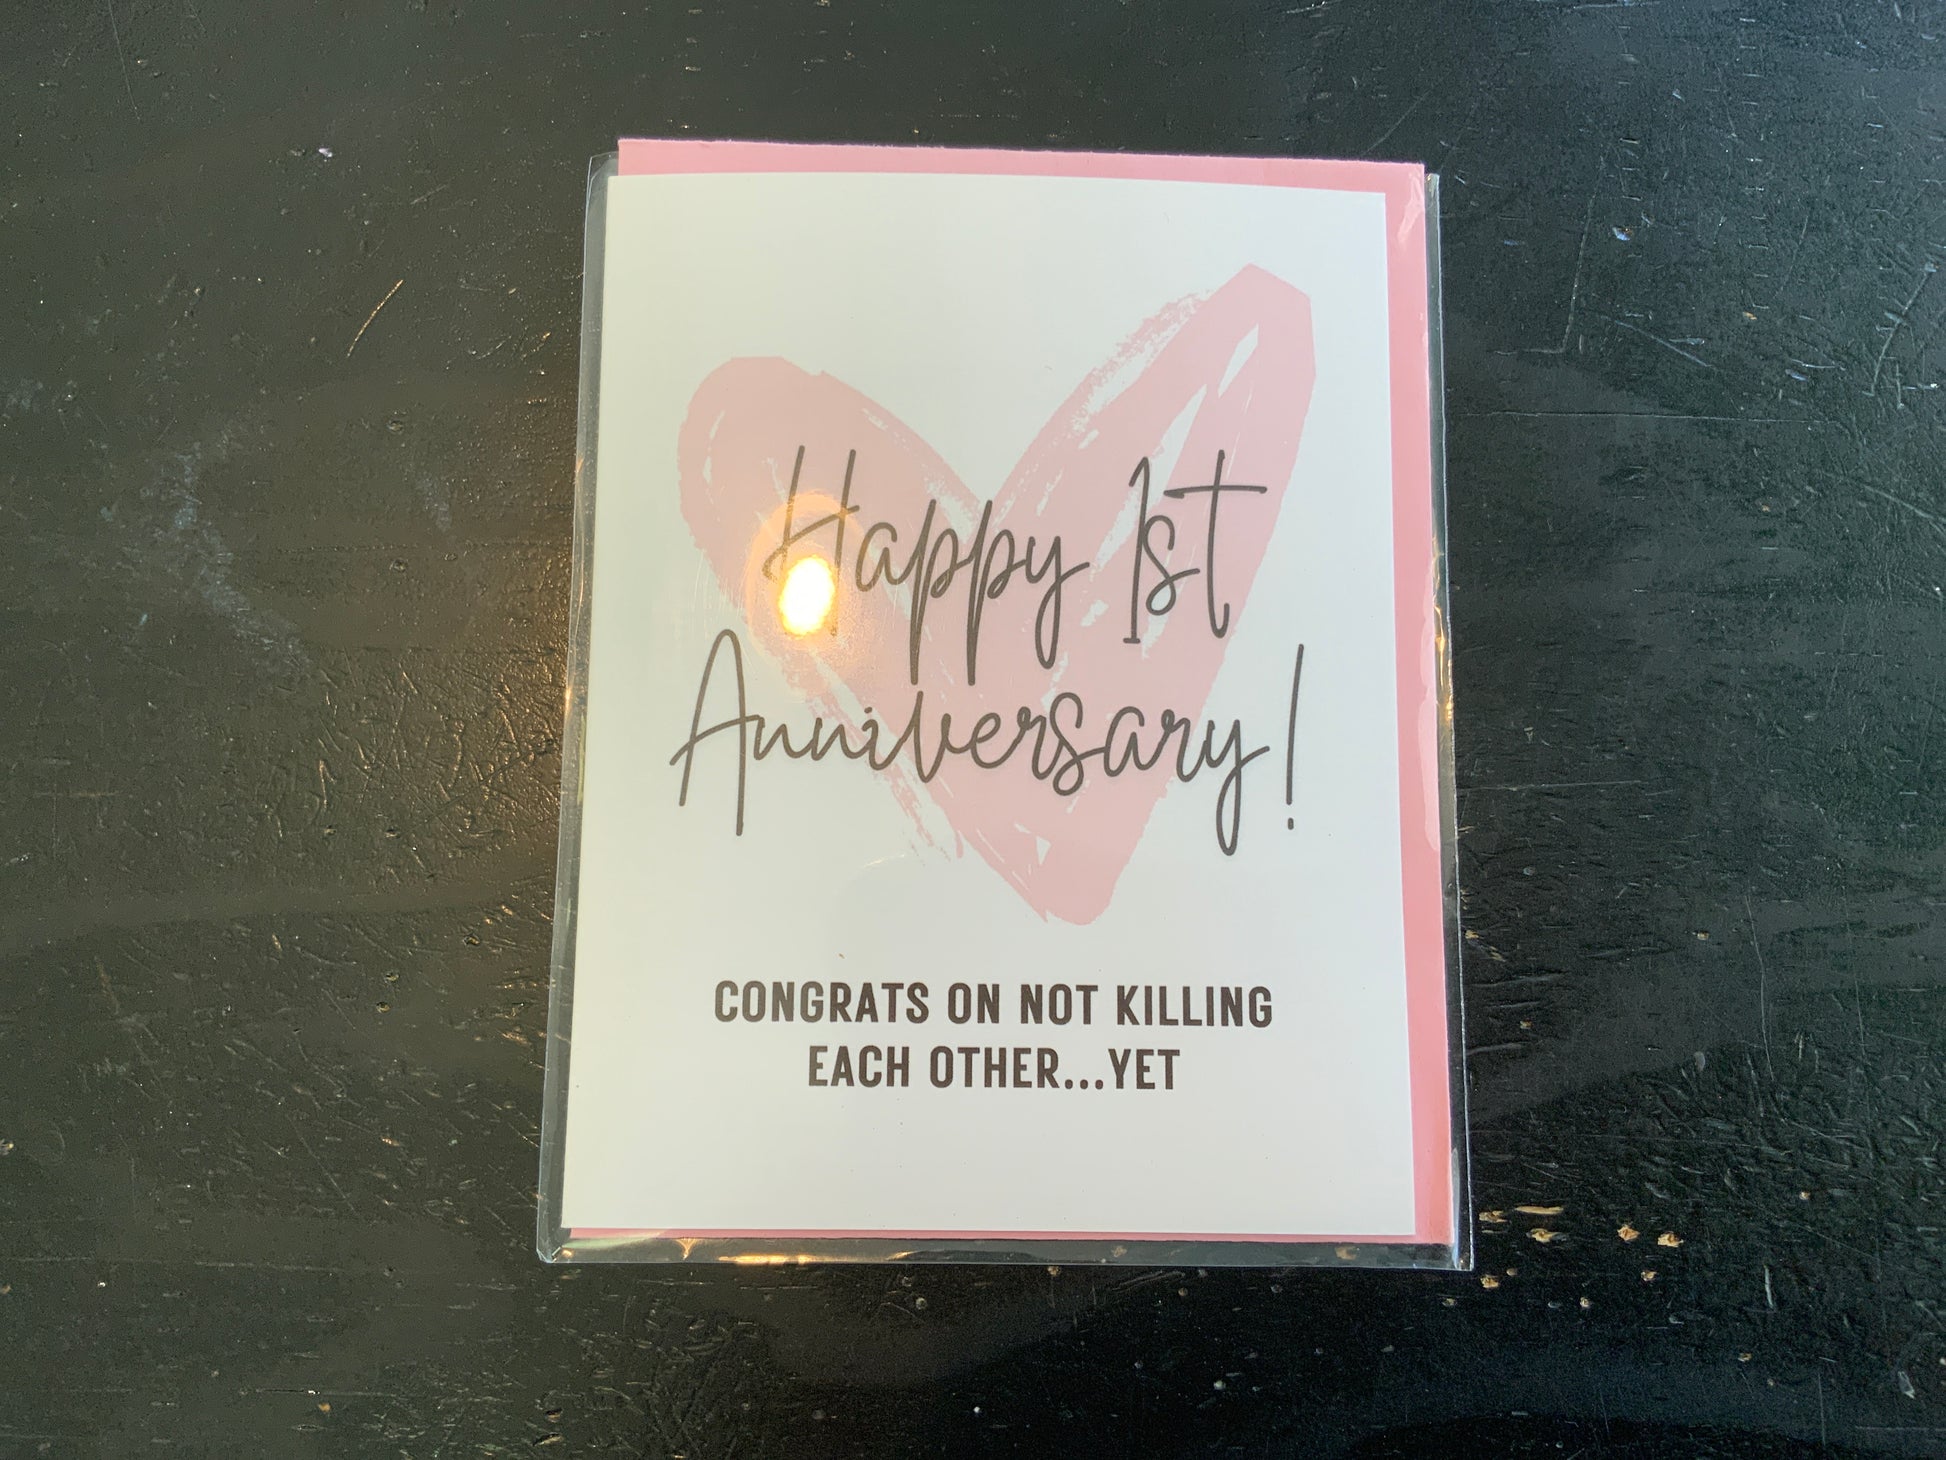 Happy 1st
Anniversary!
CONGRATS ON NOT KILLING
EACH OTHER...YET